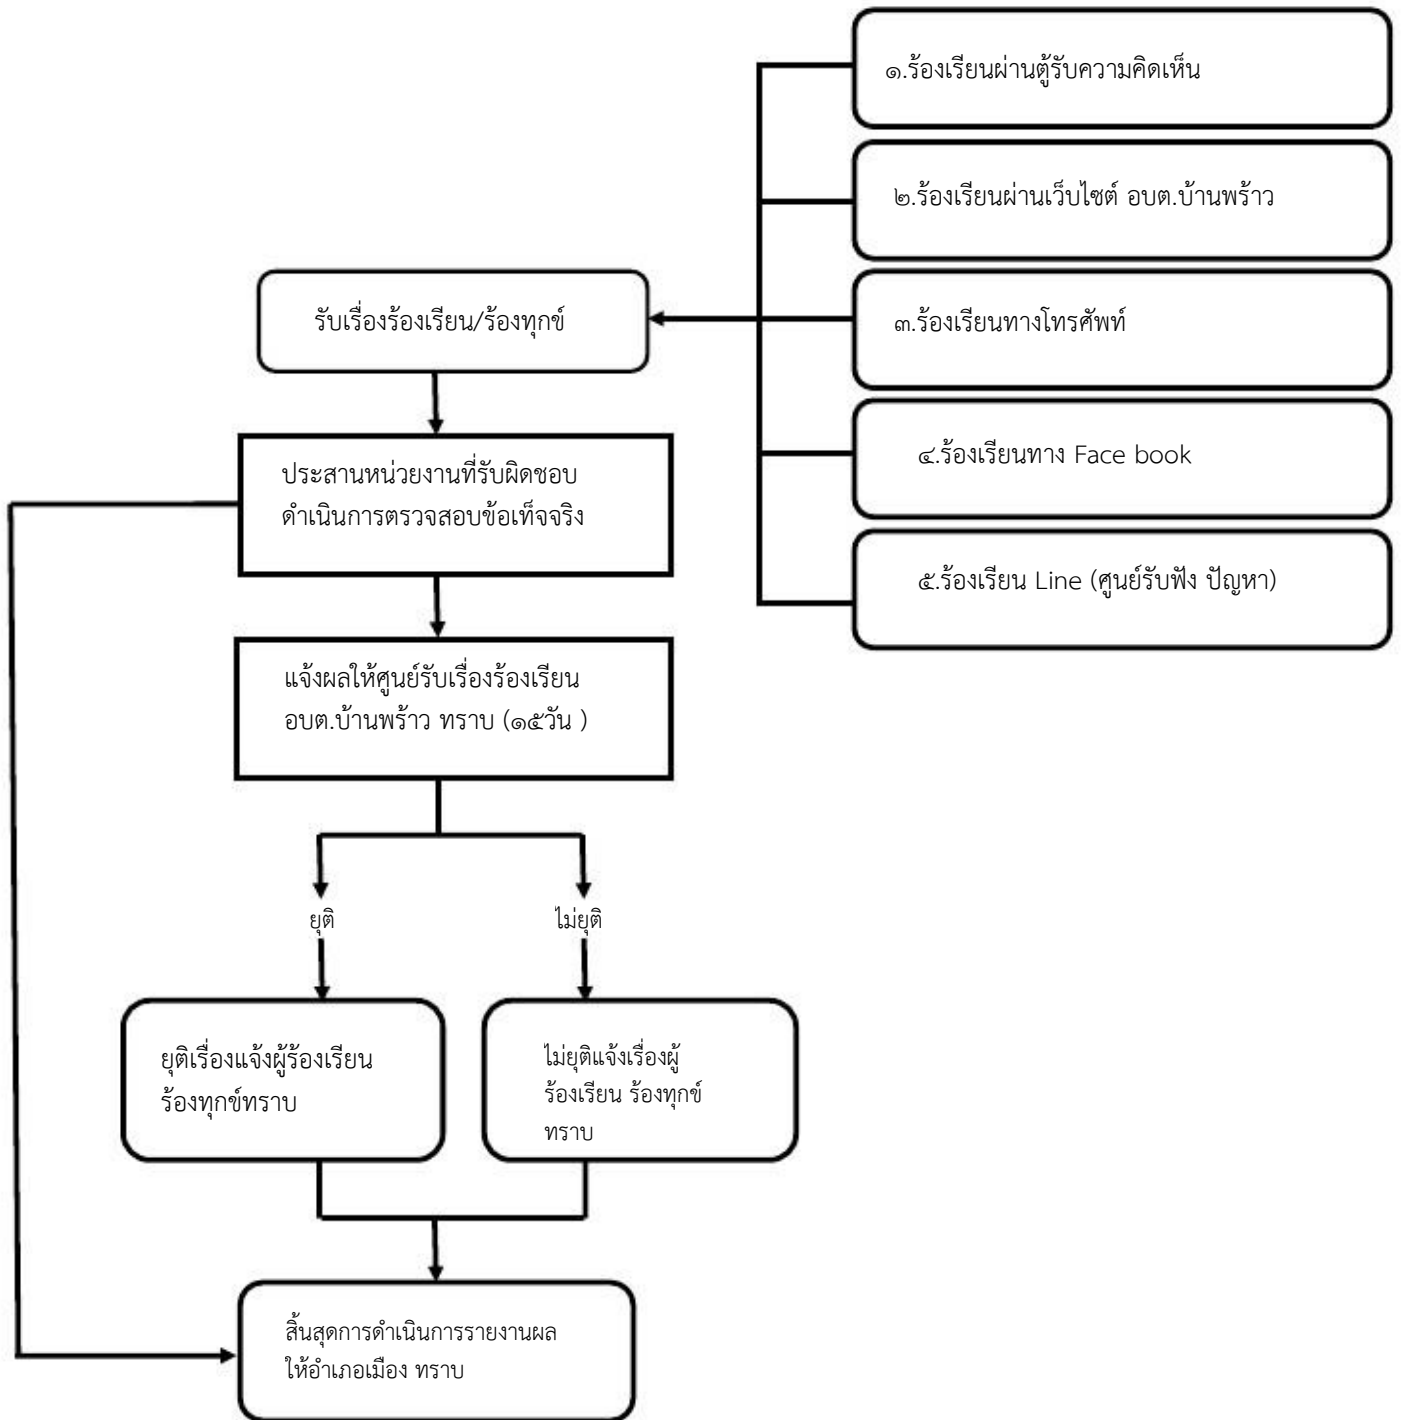 ๑.ร้องเรียนผ่านตู้รับความคิดเห็น
๒.ร้องเรียนผ่านเว็บไซต์ อบต.บ้านพร้าว
รับเรื่องร้องเรียน/ร้องทุกข์
๓.ร้องเรียนทางโทรศัพท์
๔.ร้องเรียนทาง Face book
๕.ร้องเรียน Line (ศูนย์รับฟัง ปัญหา)
ประสานหน่วยงานที่รับผิดชอบ
ดำเนินการตรวจสอบข้อเท็จจริง
แจ้งผลให้ศูนย์รับเรื่องร้องเรียน
อบต.บ้านพร้าว ทราบ (๑๕วัน )
ยุติ
ไม่ยุติ
ยุติเรื่องแจ้งผู้ร้องเรียน
ร้องทุกข์ทราบ
ไม่ยุติแจ้งเรื่องผู้
ร้องเรียน ร้องทุกข์
ทราบ
สิ้นสุดการดำเนินการรายงานผล
ให้อำเภอเมือง ทราบ